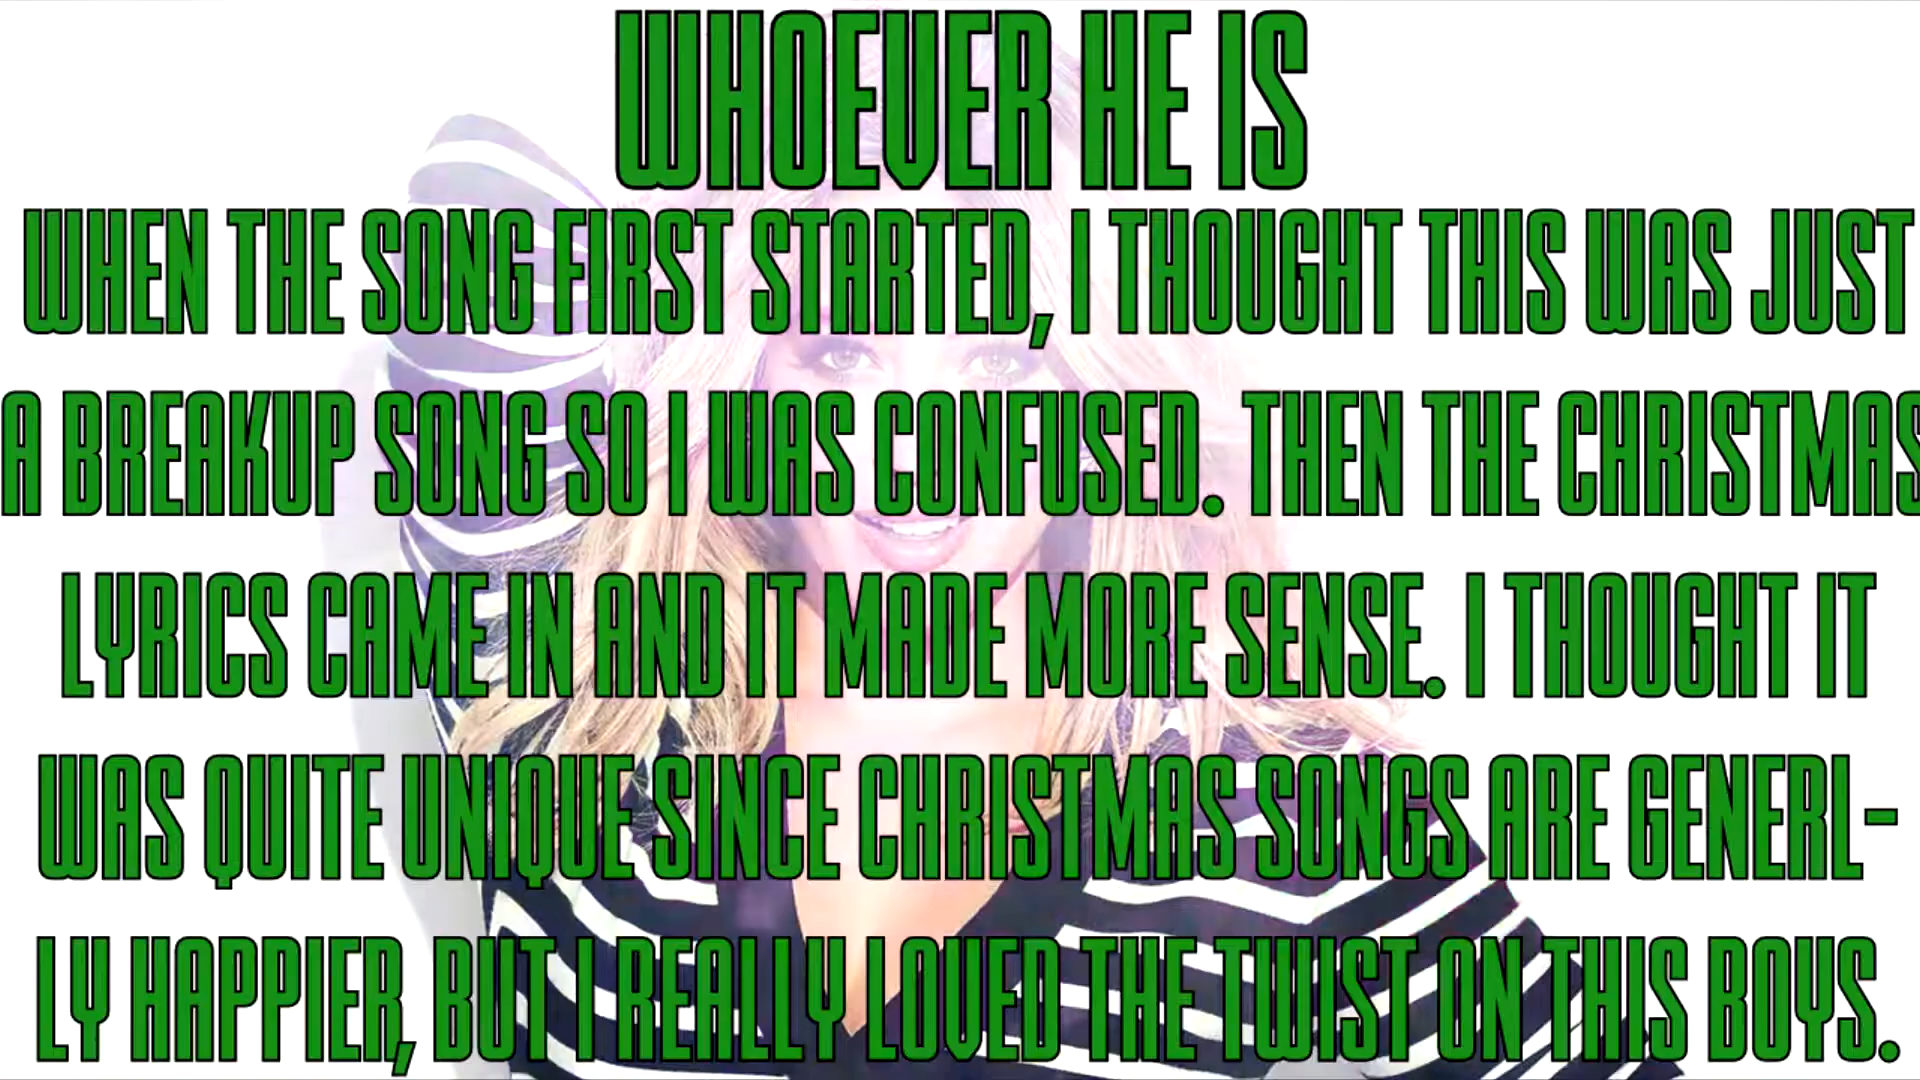 WHOEVER HE IS
WHEN THE SONG FIRST STARTED, I THOUGHT THIS WAS JUST
A BREAKUP SONG SO I WAS CONFUSED. THEN THE CHRISTMAS
LYRICS CAME IN AND IT MADE MORE SENSE. I THOUGHT IT
WAS QUITE UNIQUE SINCE CHRISTMAS SONGS ARE GENERL-
LY HAPPIER, BUT I REALLY LOVED THE TWIST ON THIS BOYS.